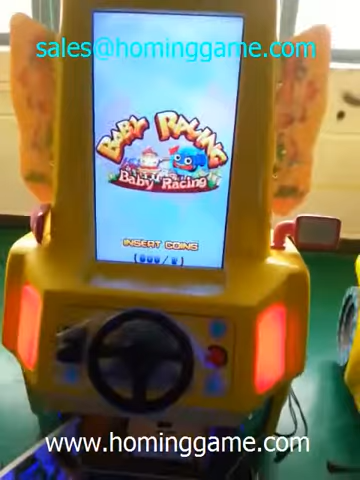 sales@hominggame.com
BABY RACING
Baby Racing
INSERT COINS
www.hominggame.com